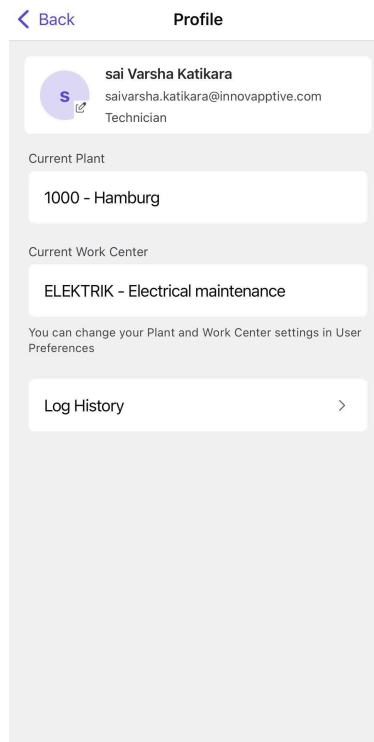 Back
Profile
s
sai Varsha Katikara
saivarsha.katikara@innovapptive.com
Technician
Current Plant
1000 - Hamburg
Current Work Center
ELEKTRIK - Electrical maintenance
You can change your Plant and Work Center settings in User
Preferences
Log History